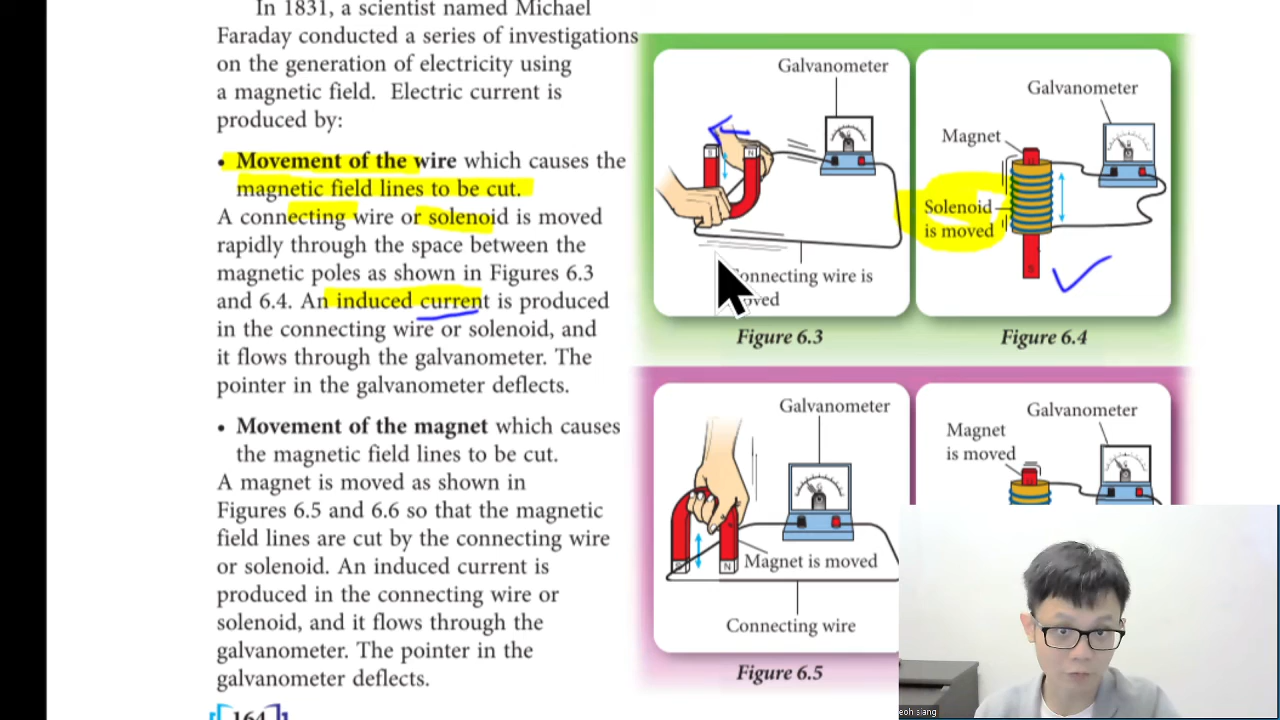 In 1831, a scientist named Michael
Faraday conducted a series of investigations
on the generation of electricity using
a magnetic field. Electric current is
produced by:
• Movement of the wire which causes the
magnetic field lines to be cut.
A connecting wire or solenoid is moved
rapidly through the space between the
magnetic poles as shown in Figures 6.3
and 6.4. An induced current is produced
in the connecting wire or solenoid, and
it flows through the galvanometer. The
pointer in the galvanometer deflects.
• Movement of the magnet which causes
the magnetic field lines to be cut.
A magnet is moved as shown in
Figures 6.5 and 6.6 so that the magnetic
field lines are cut by the connecting wire
or solenoid. An induced current is
produced in the connecting wire or
solenoid, and it flows through the
galvanometer. The pointer in the
galvanometer deflects.
164
Galvanometer
S
N
onnecting wire is
oved
Figure 6.3
Galvanometer
Magnet
Solenoid
is moved
S
Figure 6.4
Galvanometer
N
Magnet is moved
Connecting wire
Figure 6.5
Galvanometer
Magnet
is moved
eoh siang